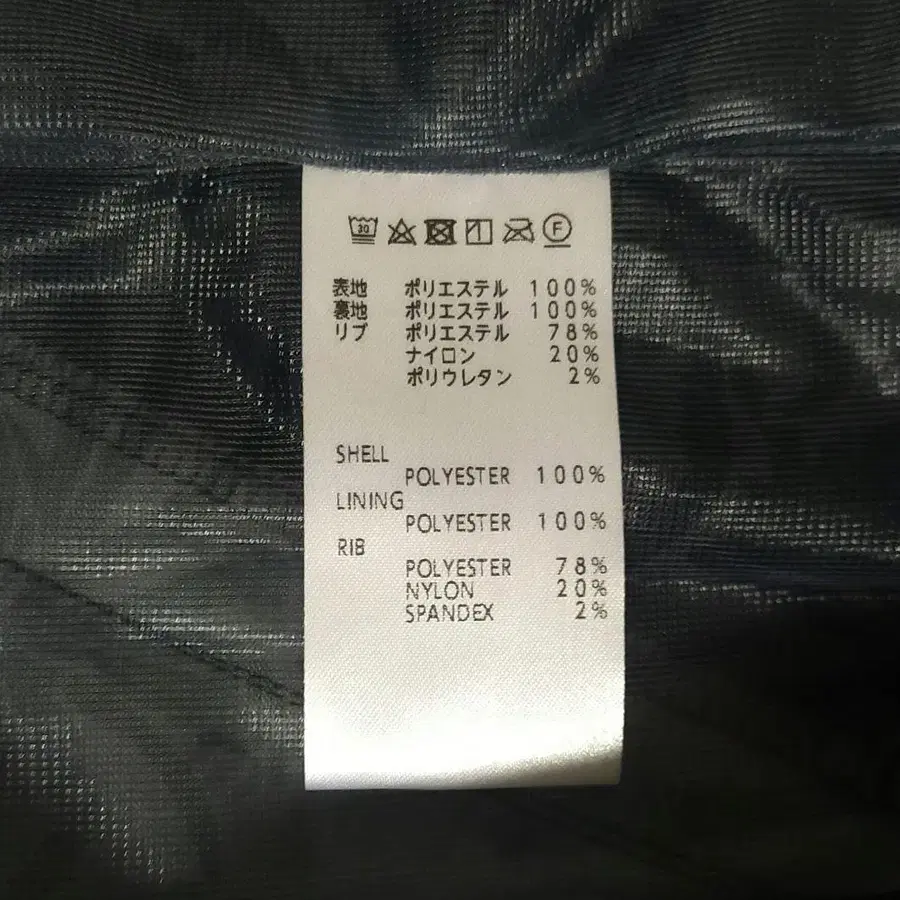 30 F
表地 ポリエステル 100%
裏地 ポリエステル 100%
リブ ポリエステル 78%
ナイロン 20%
ポリウレタン 2%
SHELL
POLYESTER 100%
LINING
POLYESTER 100%
RIB
POLYESTER 78%
NYLON 20%
SPANDEX 2%